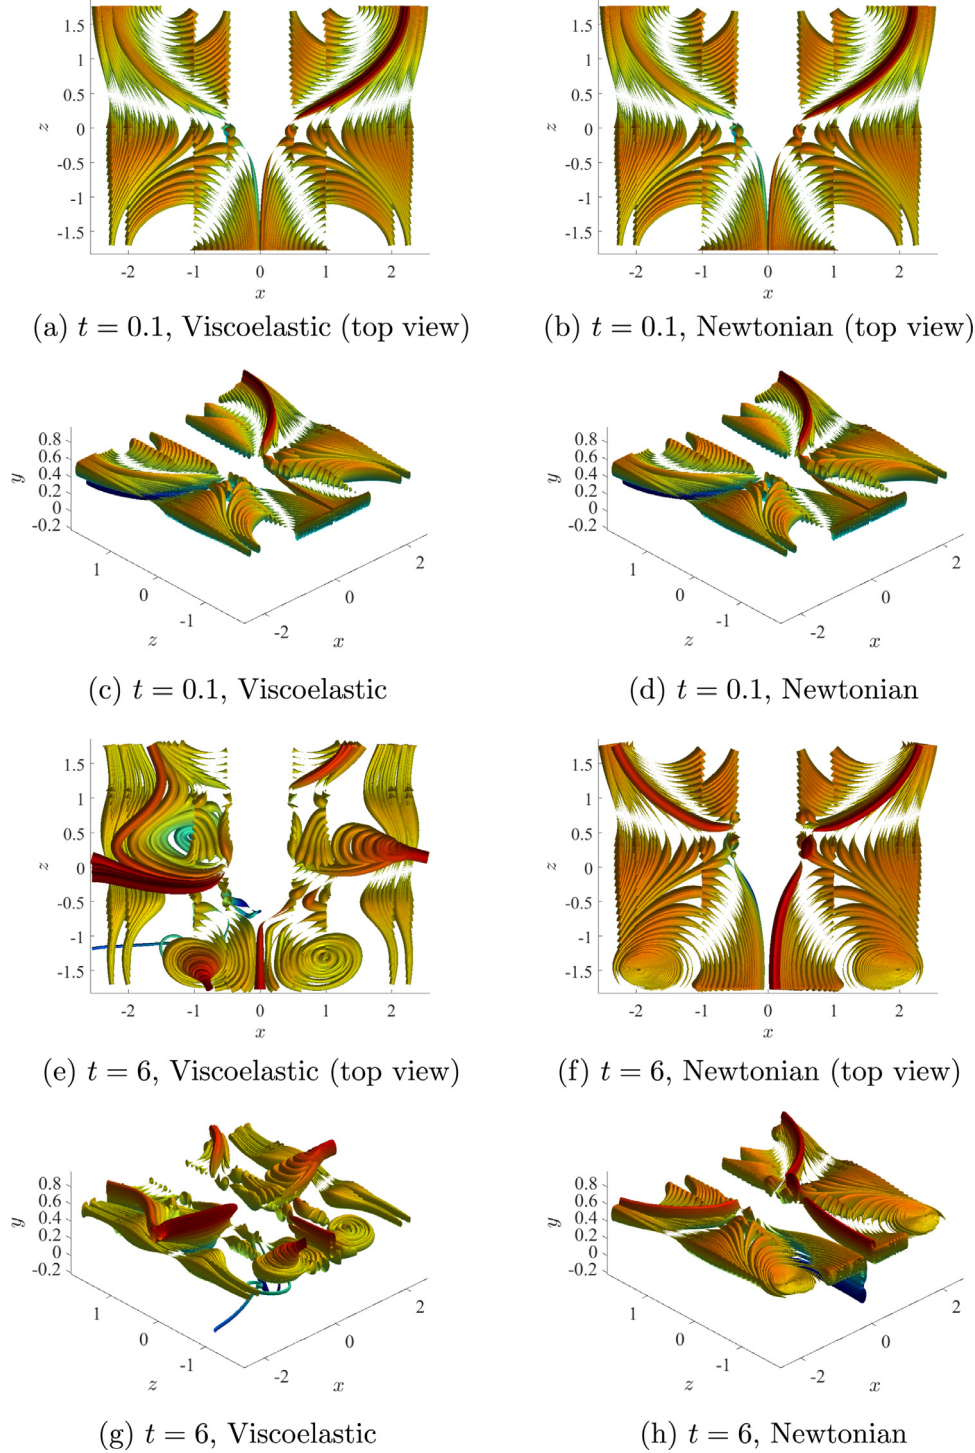 1.5
1
0.5
z
0
-0.5
-1
-1.5
-2 -1 0 1 2
x
(a) t = 0.1, Viscoelastic (top view)
1.5
1
0.5
z
0
-0.5
-1
-1.5
-2 -1 0 1 2
x
(b) t = 0.1, Newtonian (top view)
0.8
0.6
0.4
y
0.2
0
-0.2
1
0
-1
z
2
0
-2
x
(c) t = 0.1, Viscoelastic
0.8
0.6
0.4
y
0.2
0
-0.2
1
0
-1
z
2
0
-2
x
(d) t = 0.1, Newtonian
1.5
1
0.5
z
0
-0.5
-1
-1.5
-2 -1 0 1 2
x
(e) t = 6, Viscoelastic (top view)
1.5
1
0.5
z
0
-0.5
-1
-1.5
-2 -1 0 1 2
x
(f) t = 6, Newtonian (top view)
0.8
0.6
0.4
y
0.2
0
-0.2
1
0
-1
z
2
0
-2
x
(g) t = 6, Viscoelastic
0.8
0.6
0.4
y
0.2
0
-0.2
1
0
-1
z
2
0
-2
x
(h) t = 6, Newtonian